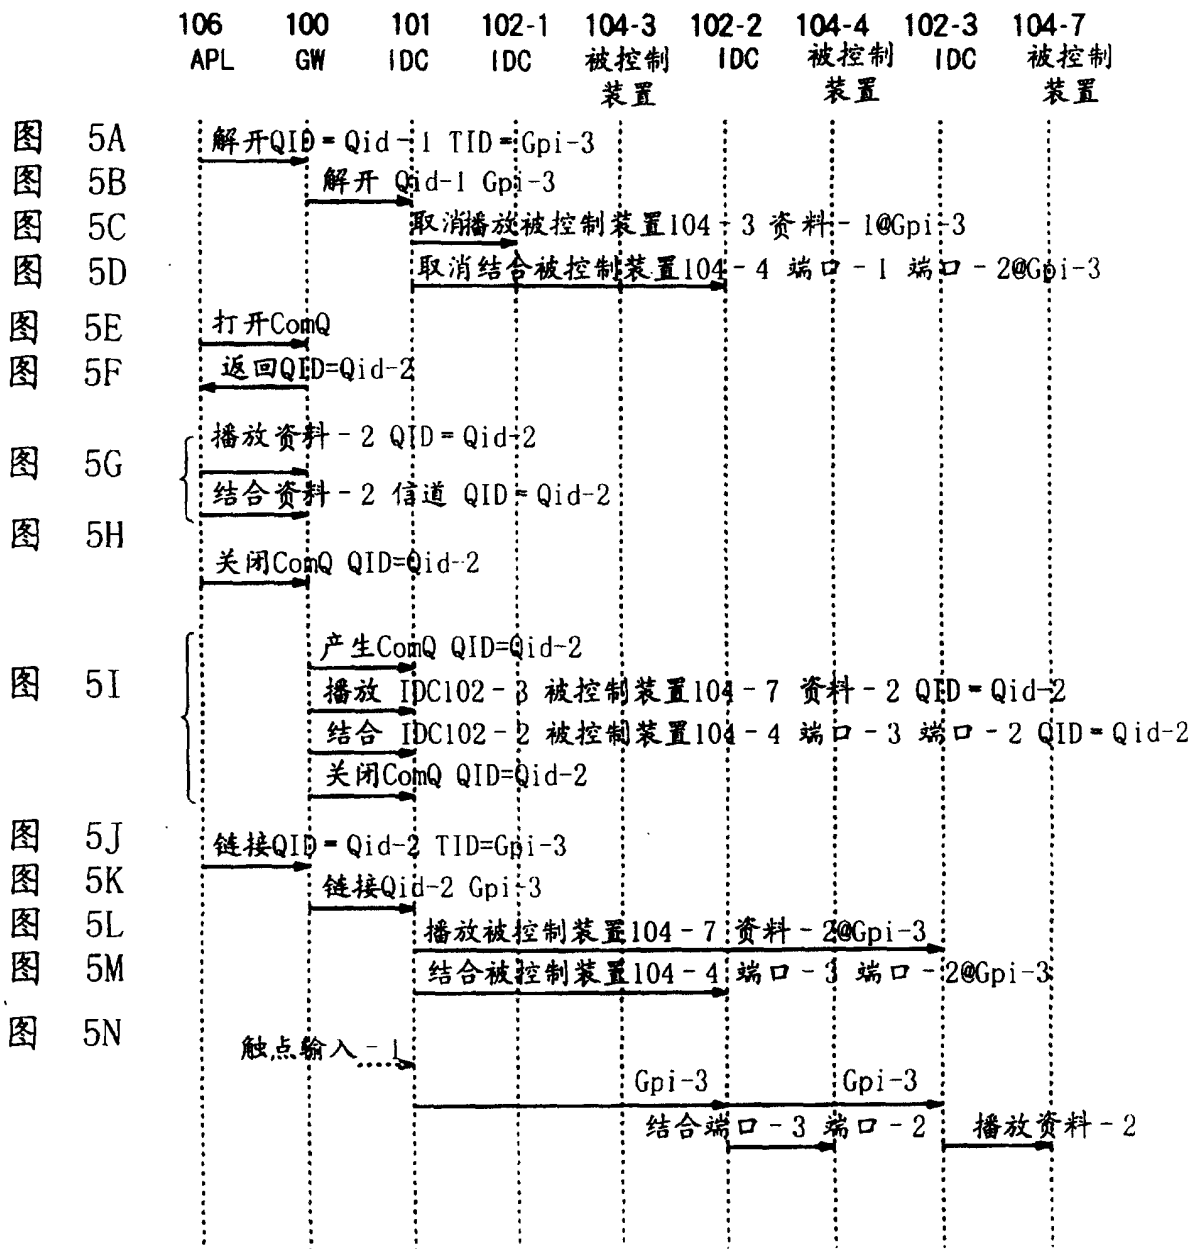 106 100 101 102-1 104-3 102-2 104-4 102-3 104-7
APL GW IDC IDC 被控制装置 IDC 被控制装置 IDC 被控制装置
图 5A 解开QID=Qid-1 TID=Gpi-3
图 5B 解开 Qid-1 Gpi-3
图 5C 取消播放被控制装置104-3 资料-1@Gpi-3
图 5D 取消结合被控制装置104-4 端口-1 端口-2@Gpi-3
图 5E 打开ComQ
图 5F 返回QID=Qid-2
播放资料-2 QID=Qid-2
图 5G
结合资料-2 信道 QID=Qid-2
图 5H
关闭ComQ QID=Qid-2
产生ComQ QID=Qid-2
图 5I 播放 IDC102-3 被控制装置104-7 资料-2 QID=Qid-2
结合 IDC102-2 被控制装置104-4 端口-3 端口-2 QID=Qid-2
关闭ComQ QID=Qid-2
图 5J 链接QID=Qid-2 TID=Gpi-3
图 5K 链接Qid-2 Gpi-3
图 5L 播放被控制装置104-7 资料-2@Gpi-3
图 5M 结合被控制装置104-4 端口-3 端口-2@Gpi-3
图 5N
触点输入-1
Gpi-3 Gpi-3
结合端口-3 端口-2 播放资料-2